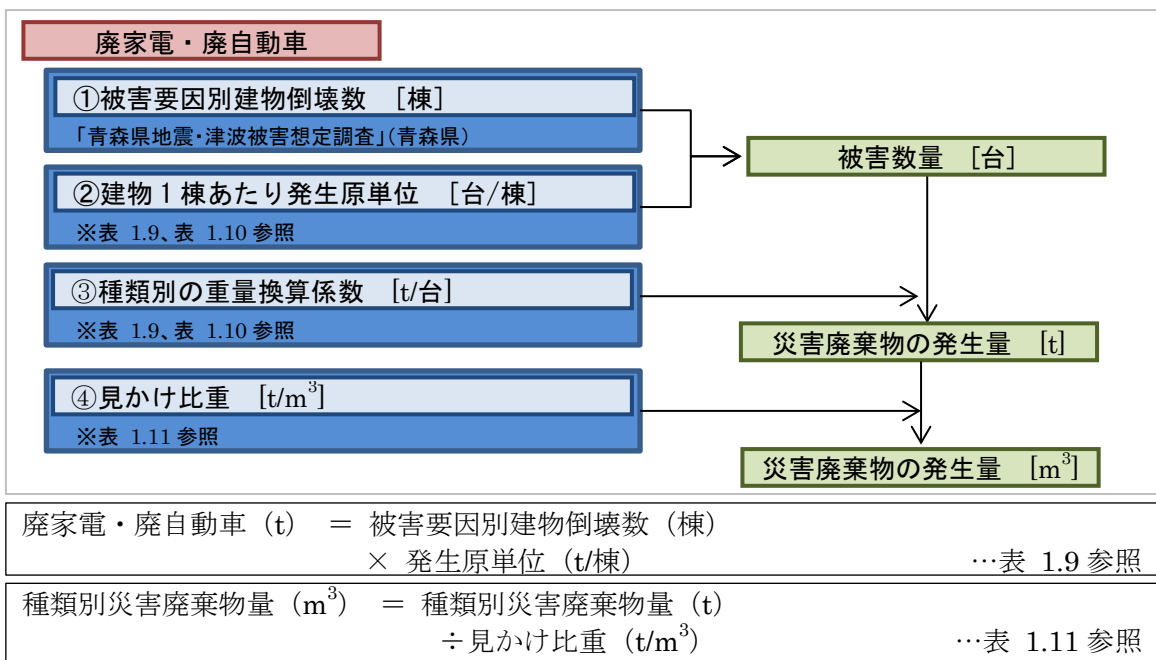 廃家電・廃自動車
①被害要因別建物倒壊数 [棟]
「青森県地震・津波被害想定調査」(青森県)
②建物1棟あたり発生原単位 [台/棟]
※表 1.9、表 1.10 参照
被害数量 [台]
③種類別の重量換算係数 [t/台]
※表 1.9、表 1.10 参照
災害廃棄物の発生量 [t]
④見かけ比重 [t/m³]
※表 1.11 参照
災害廃棄物の発生量 [m³]
廃家電・廃自動車(t) = 被害要因別建物倒壊数(棟)
× 発生原単位(t/棟) …表 1.9 参照
種類別災害廃棄物量(m³) = 種類別災害廃棄物量(t)
÷見かけ比重(t/m³) …表 1.11 参照